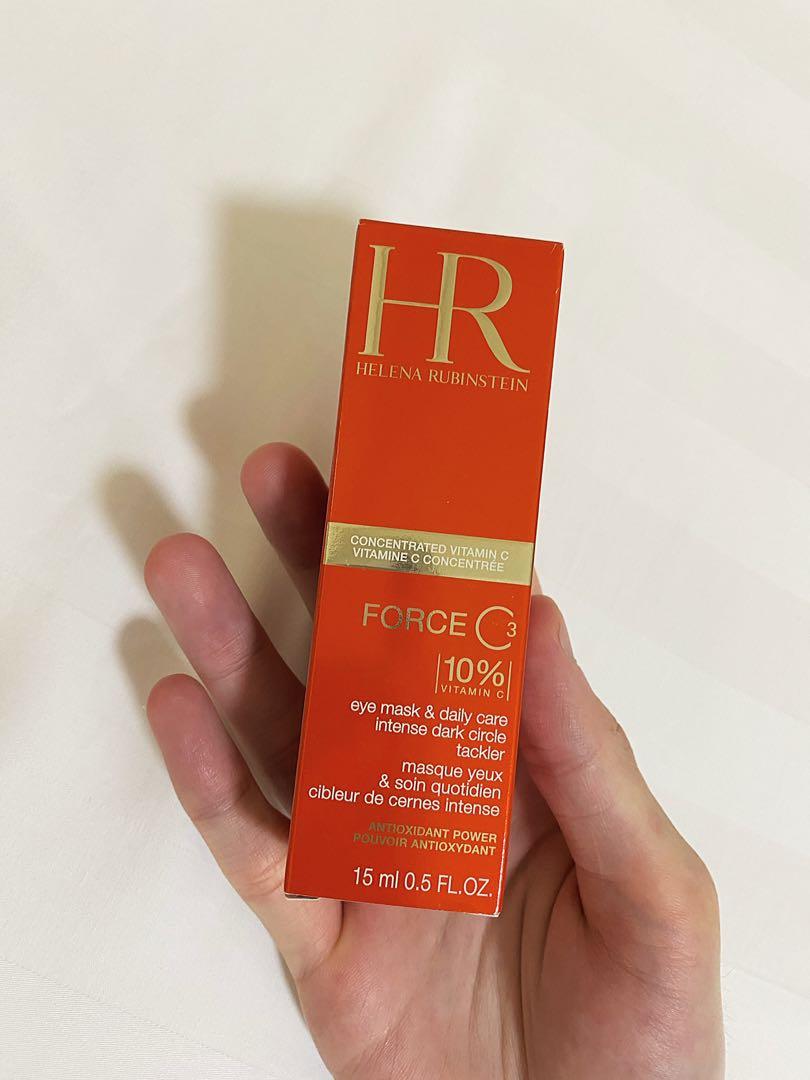 HR
HELENA RUBINSTEIN
CONCENTRATED VITAMIN C
VITAMINE C CONCENTRÉE
FORCE C3
10%
VITAMIN C
eye mask & daily care
intense dark circle
tackler
masque yeux
& soin quotidien
cibleur de cernes intense
ANTIOXIDANT POWER
POUVOIR ANTIOXYDANT
15 ml 0.5 FL.OZ.